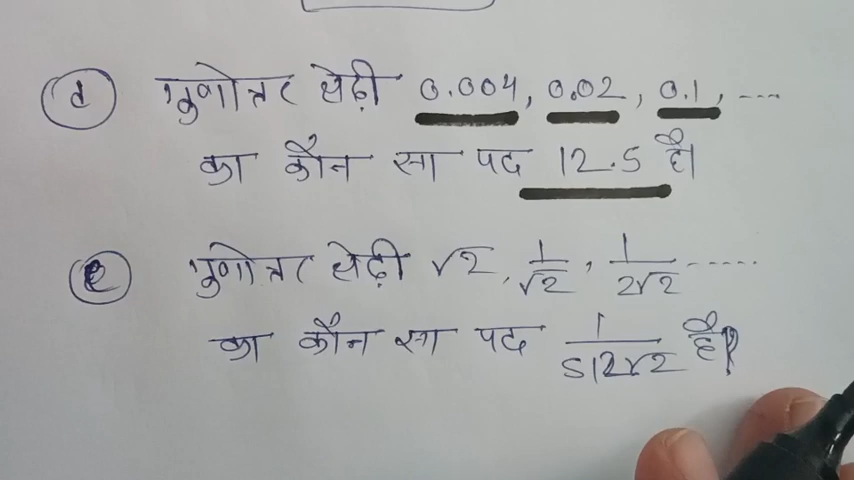 (d) गुणोत्तर श्रेढ़ी 0.004, 0.02, 0.1, ....
का कौन सा पद 12.5 है।
(e) गुणोत्तर श्रेढ़ी √2, 1/√2, 1/2√2 ......
का कौन सा पद 1/512√2 है।